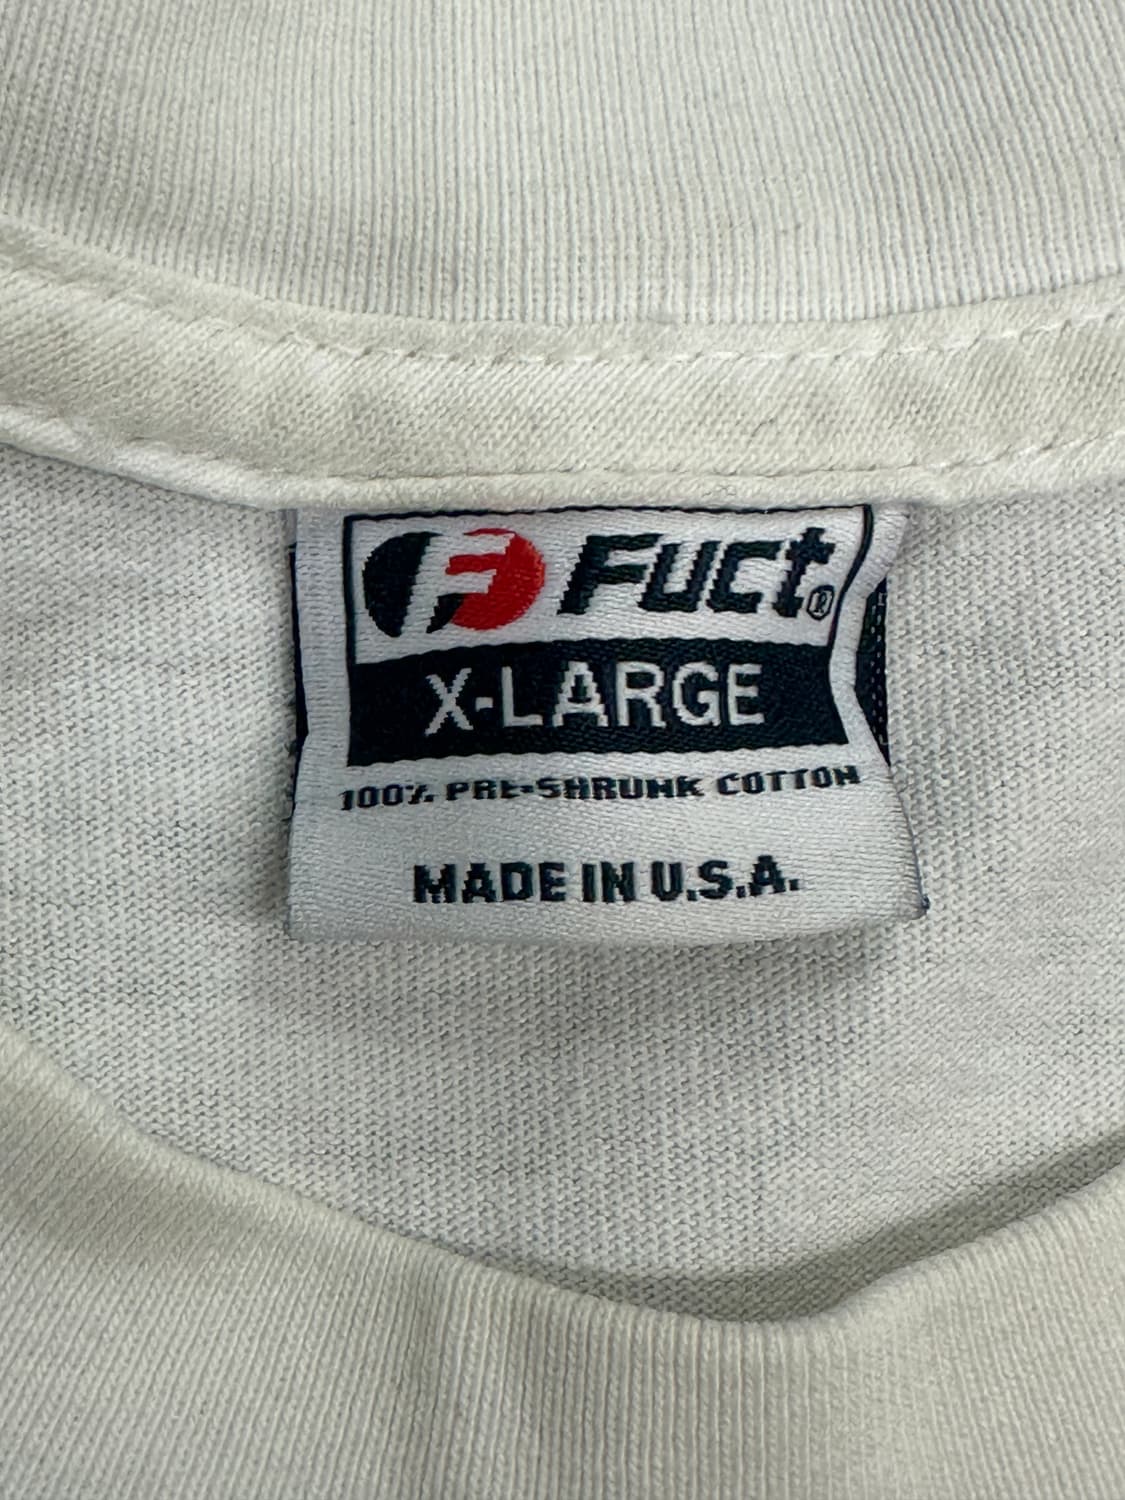 F Fuct®
X-LARGE
100% PRE-SHRUNK COTTON
MADE IN U.S.A.